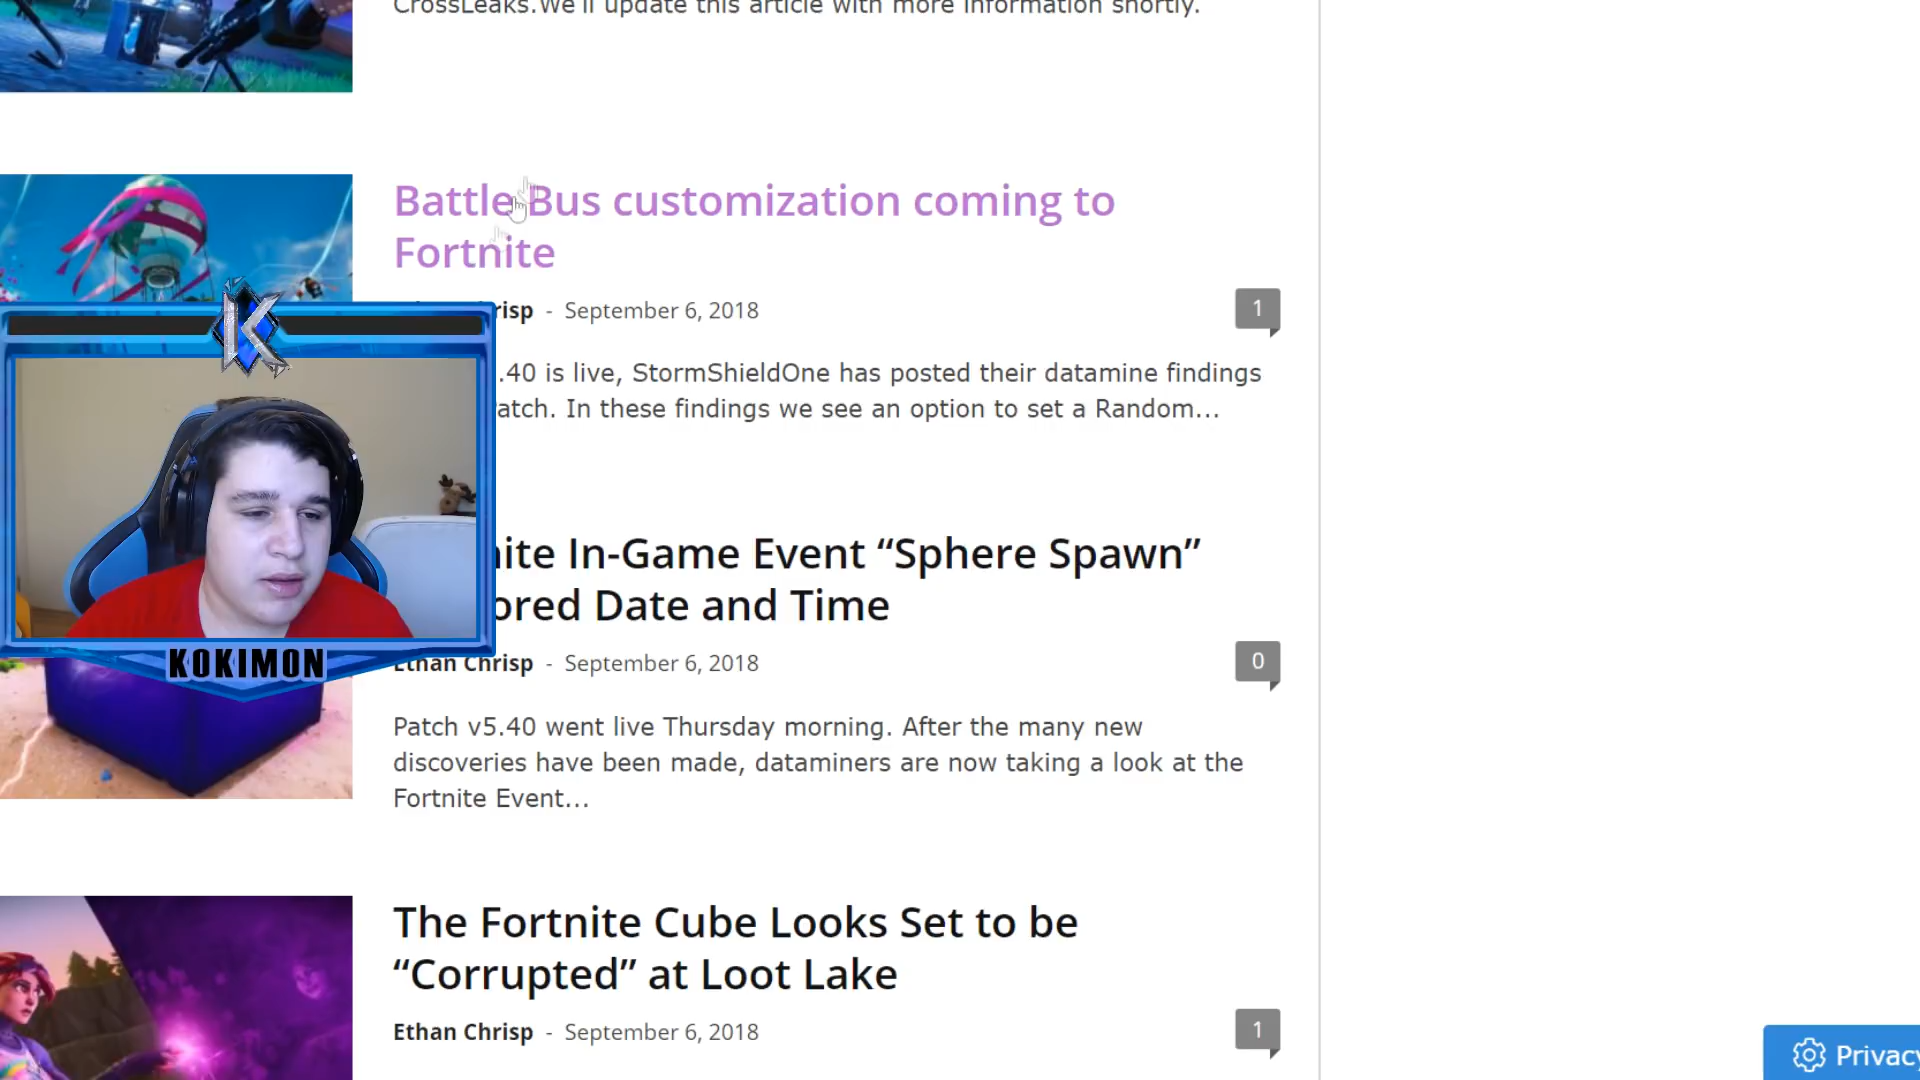 CrossLeaks.We'll update this article with more information shortly.
Battle Bus customization coming to
Fortnite
September 6, 2018
1
.40 is live, StormShieldOne has posted their datamine findings
In these findings we see an option to set a Random...
In-Game Event “Sphere Spawn”
Date and Time
Ethan Chrisp - September 6, 2018
0
Patch v5.40 went live Thursday morning. After the many new
discoveries have been made, dataminers are now taking a look at the
Fortnite Event...
The Fortnite Cube Looks Set to be
“Corrupted” at Loot Lake
Ethan Chrisp - September 6, 2018
1
K
KOKIMON
Privacy